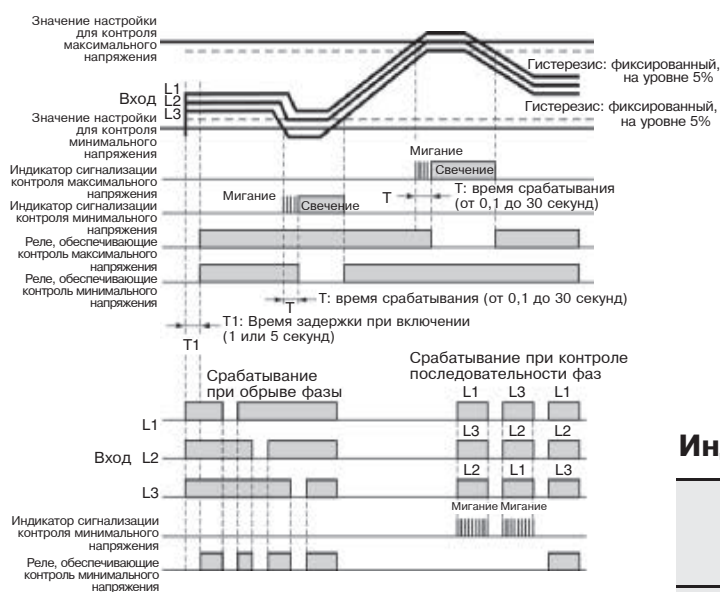 Значение настройки
для контроля
максимального
напряжения
Гистерезис: фиксированный,
на уровне 5%
Вход
L1
L2
L3
Гистерезис: фиксированный,
на уровне 5%
Значение настройки
для контроля
минимального
напряжения
Мигание
Индикатор сигнализации
контроля максимального
напряжения
Свечение
Мигание
T
T: время срабатывания
(от 0,1 до 30 секунд)
Индикатор сигнализации
контроля минимального
напряжения
Свечение
Реле, обеспечивающие
контроль максимального
напряжения
Реле, обеспечивающие
контроль минимального
напряжения
T
T: время срабатывания (от 0,1 до 30 секунд)
T1
T1: Время задержки при включении
(1 или 5 секунд)
Срабатывание
при обрыве фазы
Срабатывание при контроле
последовательности фаз
L1 L3 L1
L1
L3 L2 L2
Вход L2
L2 L1 L3
L3
Мигание Мигание
Индикатор сигнализации
контроля минимального
напряжения
Реле, обеспечивающие
контроль минимального
напряжения